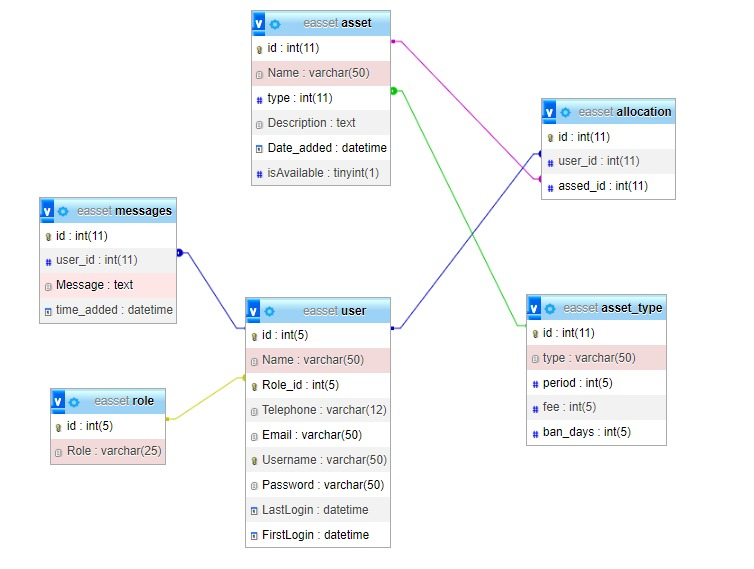 easset asset
id : int(11)
Name : varchar(50)
type : int(11)
Description : text
Date_added : datetime
isAvailable : tinyint(1)
easset allocation
id : int(11)
user_id : int(11)
assed_id : int(11)
easset messages
id : int(11)
user_id : int(11)
Message : text
time_added : datetime
easset user
id : int(5)
Name : varchar(50)
Role_id : int(5)
Telephone : varchar(12)
Email : varchar(50)
Username : varchar(50)
Password : varchar(50)
LastLogin : datetime
FirstLogin : datetime
easset asset_type
id : int(11)
type : varchar(50)
period : int(5)
fee : int(5)
ban_days : int(5)
easset role
id : int(5)
Role : varchar(25)